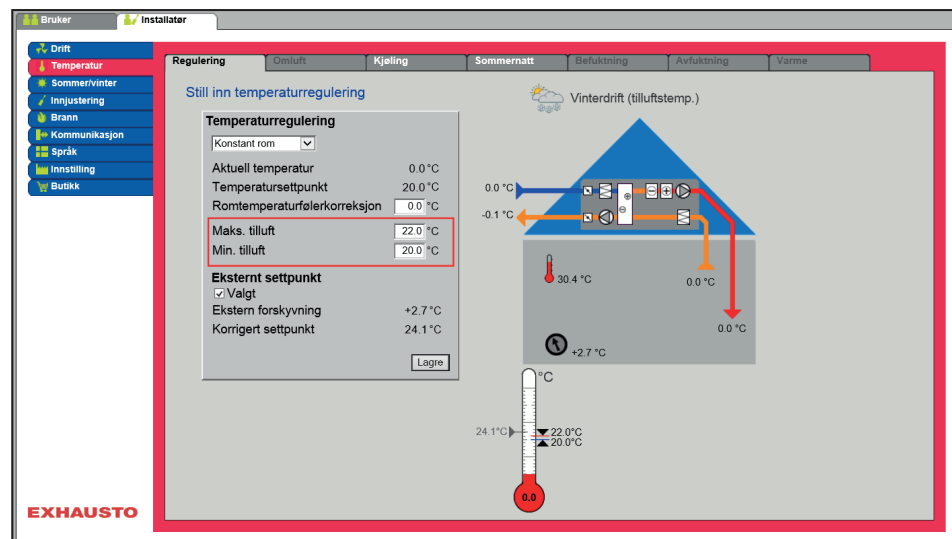 Bruker
Installatør
Drift
Temperatur
Sommer/vinter
Innjustering
Brann
Kommunikasjon
Språk
Innstilling
Butikk
EXHAUSTO
Regulering
Omluft
Kjøling
Sommernatt
Befuktning
Avfuktning
Varme
Still inn temperaturregulering
Temperaturregulering
Konstant rom
Aktuell temperatur 0.0°C
Temperatursettpunkt 20.0°C
Romtemperaturfølerkorreksjon 0.0 °C
Maks. tilluft 22.0 °C
Min. tilluft 20.0 °C
Eksternt settpunkt
Valgt
Ekstern forskyvning +2.7°C
Korrigert settpunkt 24.1°C
Lagre
Vinterdrift (tilluftstemp.)
0.0 °C
-0.1 °C
30.4 °C
0.0 °C
0.0 °C
+2.7 °C
°C
24.1°C
22.0°C
20.0°C
0.0